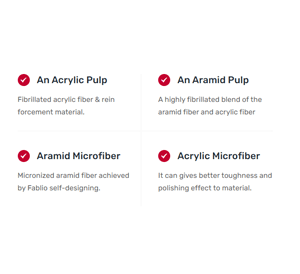 An Acrylic Pulp
Fibrillated acrylic fiber & rein
forcement material.
An Aramid Pulp
A highly fibrillated blend of the
aramid fiber and acrylic fiber
Aramid Microfiber
Micronized aramid fiber achieved
by Fablio self-designing.
Acrylic Microfiber
It can gives better toughness and
polishing effect to material.